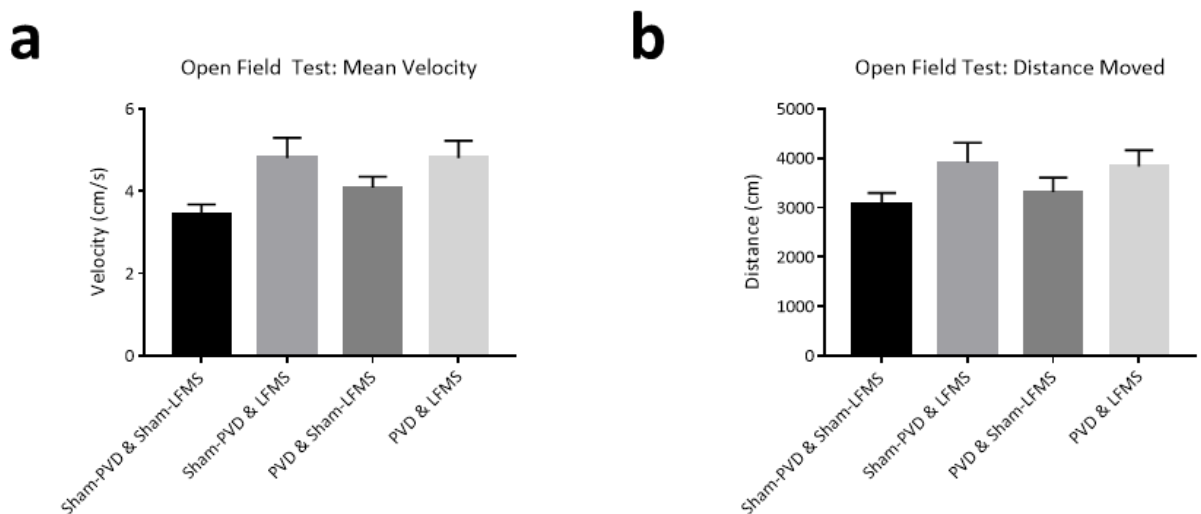 a
Open Field Test: Mean Velocity
Velocity (cm/s)
6
4
2
0
Sham-PVD & Sham-LFMS
Sham-PVD & LFMS
PVD & Sham-LFMS
PVD & LFMS
b
Open Field Test: Distance Moved
Distance (cm)
5000
4000
3000
2000
1000
0
Sham-PVD & Sham-LFMS
Sham-PVD & LFMS
PVD & Sham-LFMS
PVD & LFMS